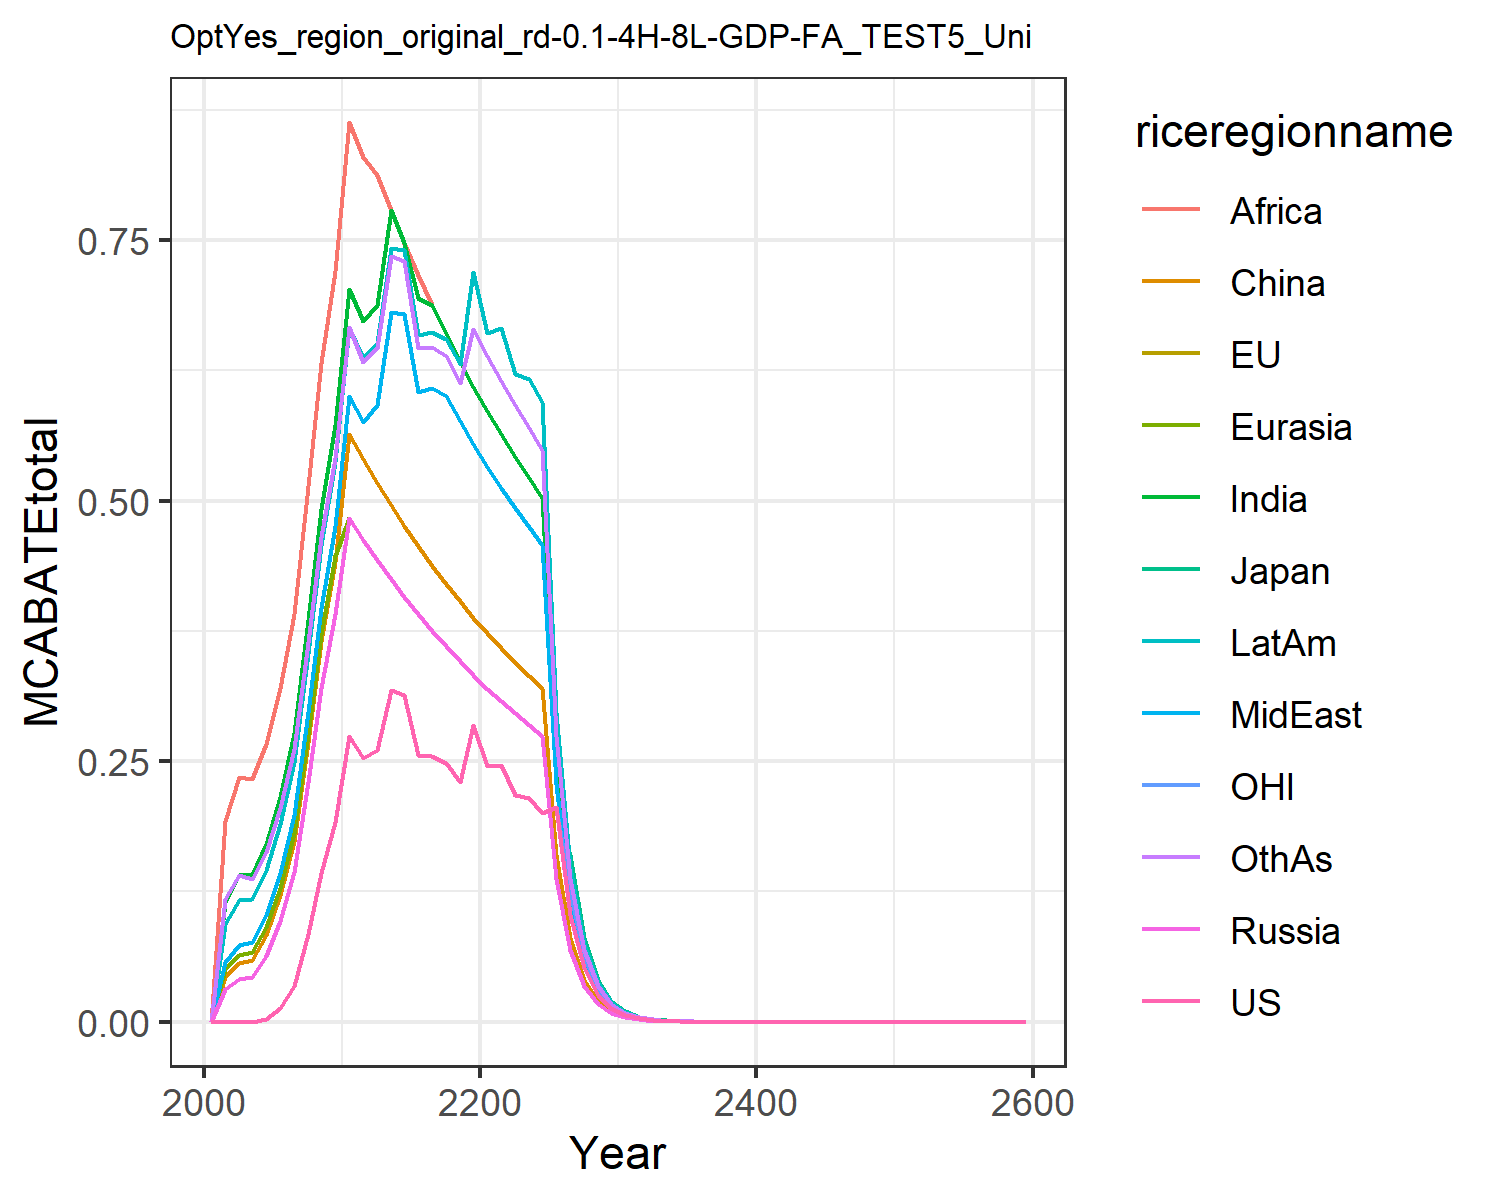 OptYes_region_original_rd-0.1-4H-8L-GDP-FA_TEST5_Uni
MCABATEtotal
0.75
0.50
0.25
0.00
2000
2200
2400
2600
Year
riceregionname
Africa
China
EU
Eurasia
India
Japan
LatAm
MidEast
OHI
OthAs
Russia
US